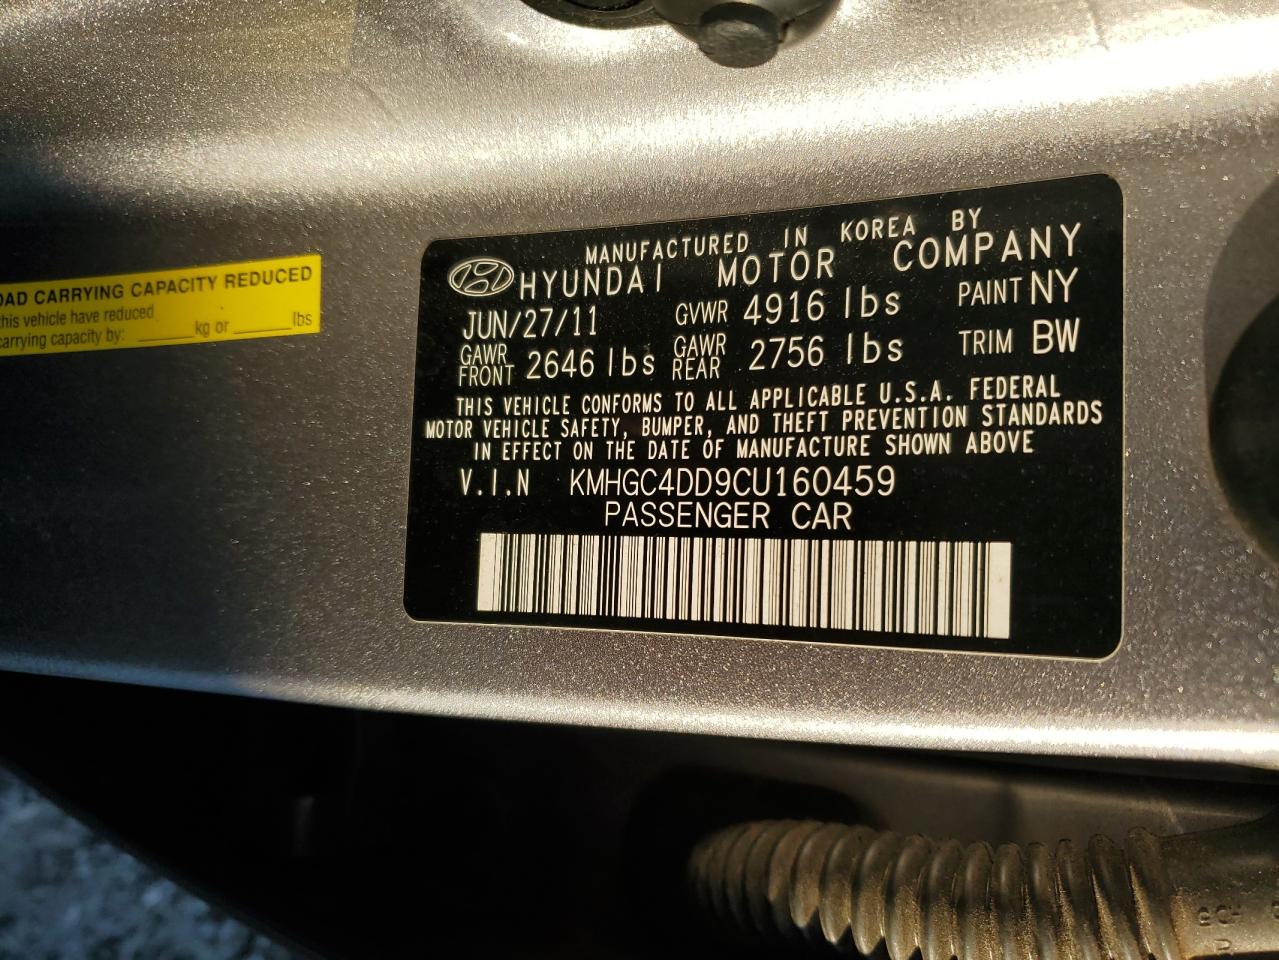 OAD CARRYING CAPACITY REDUCED
this vehicle have reduced
carrying capacity by: ______kg or ______lbs
MANUFACTURED IN KOREA BY
HYUNDAI MOTOR COMPANY
JUN/27/11 GVWR 4916 lbs PAINT NY
GAWR FRONT 2646 lbs GAWR REAR 2756 lbs TRIM BW
THIS VEHICLE CONFORMS TO ALL APPLICABLE U.S.A. FEDERAL
MOTOR VEHICLE SAFETY, BUMPER, AND THEFT PREVENTION STANDARDS
IN EFFECT ON THE DATE OF MANUFACTURE SHOWN ABOVE
V.I.N KMHGC4DD9CU160459
PASSENGER CAR